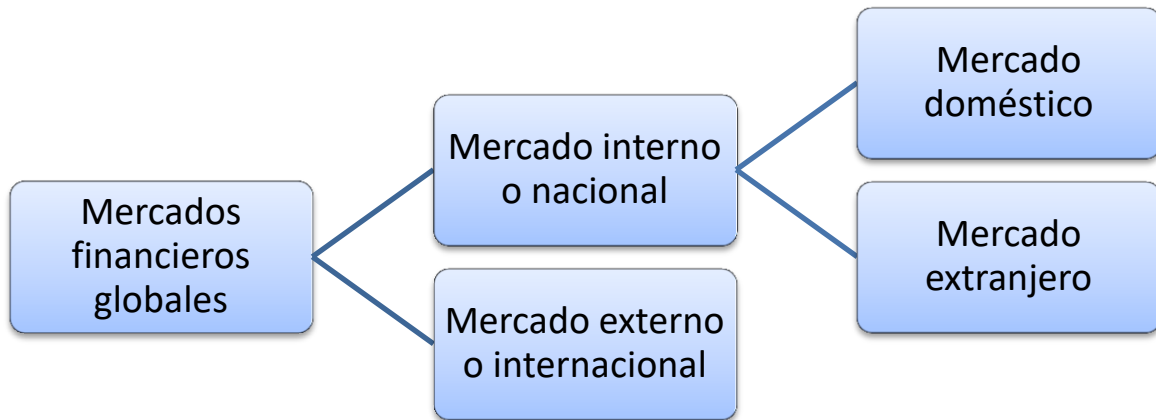 Mercados
financieros
globales
Mercado interno
o nacional
Mercado externo
o internacional
Mercado
doméstico
Mercado
extranjero